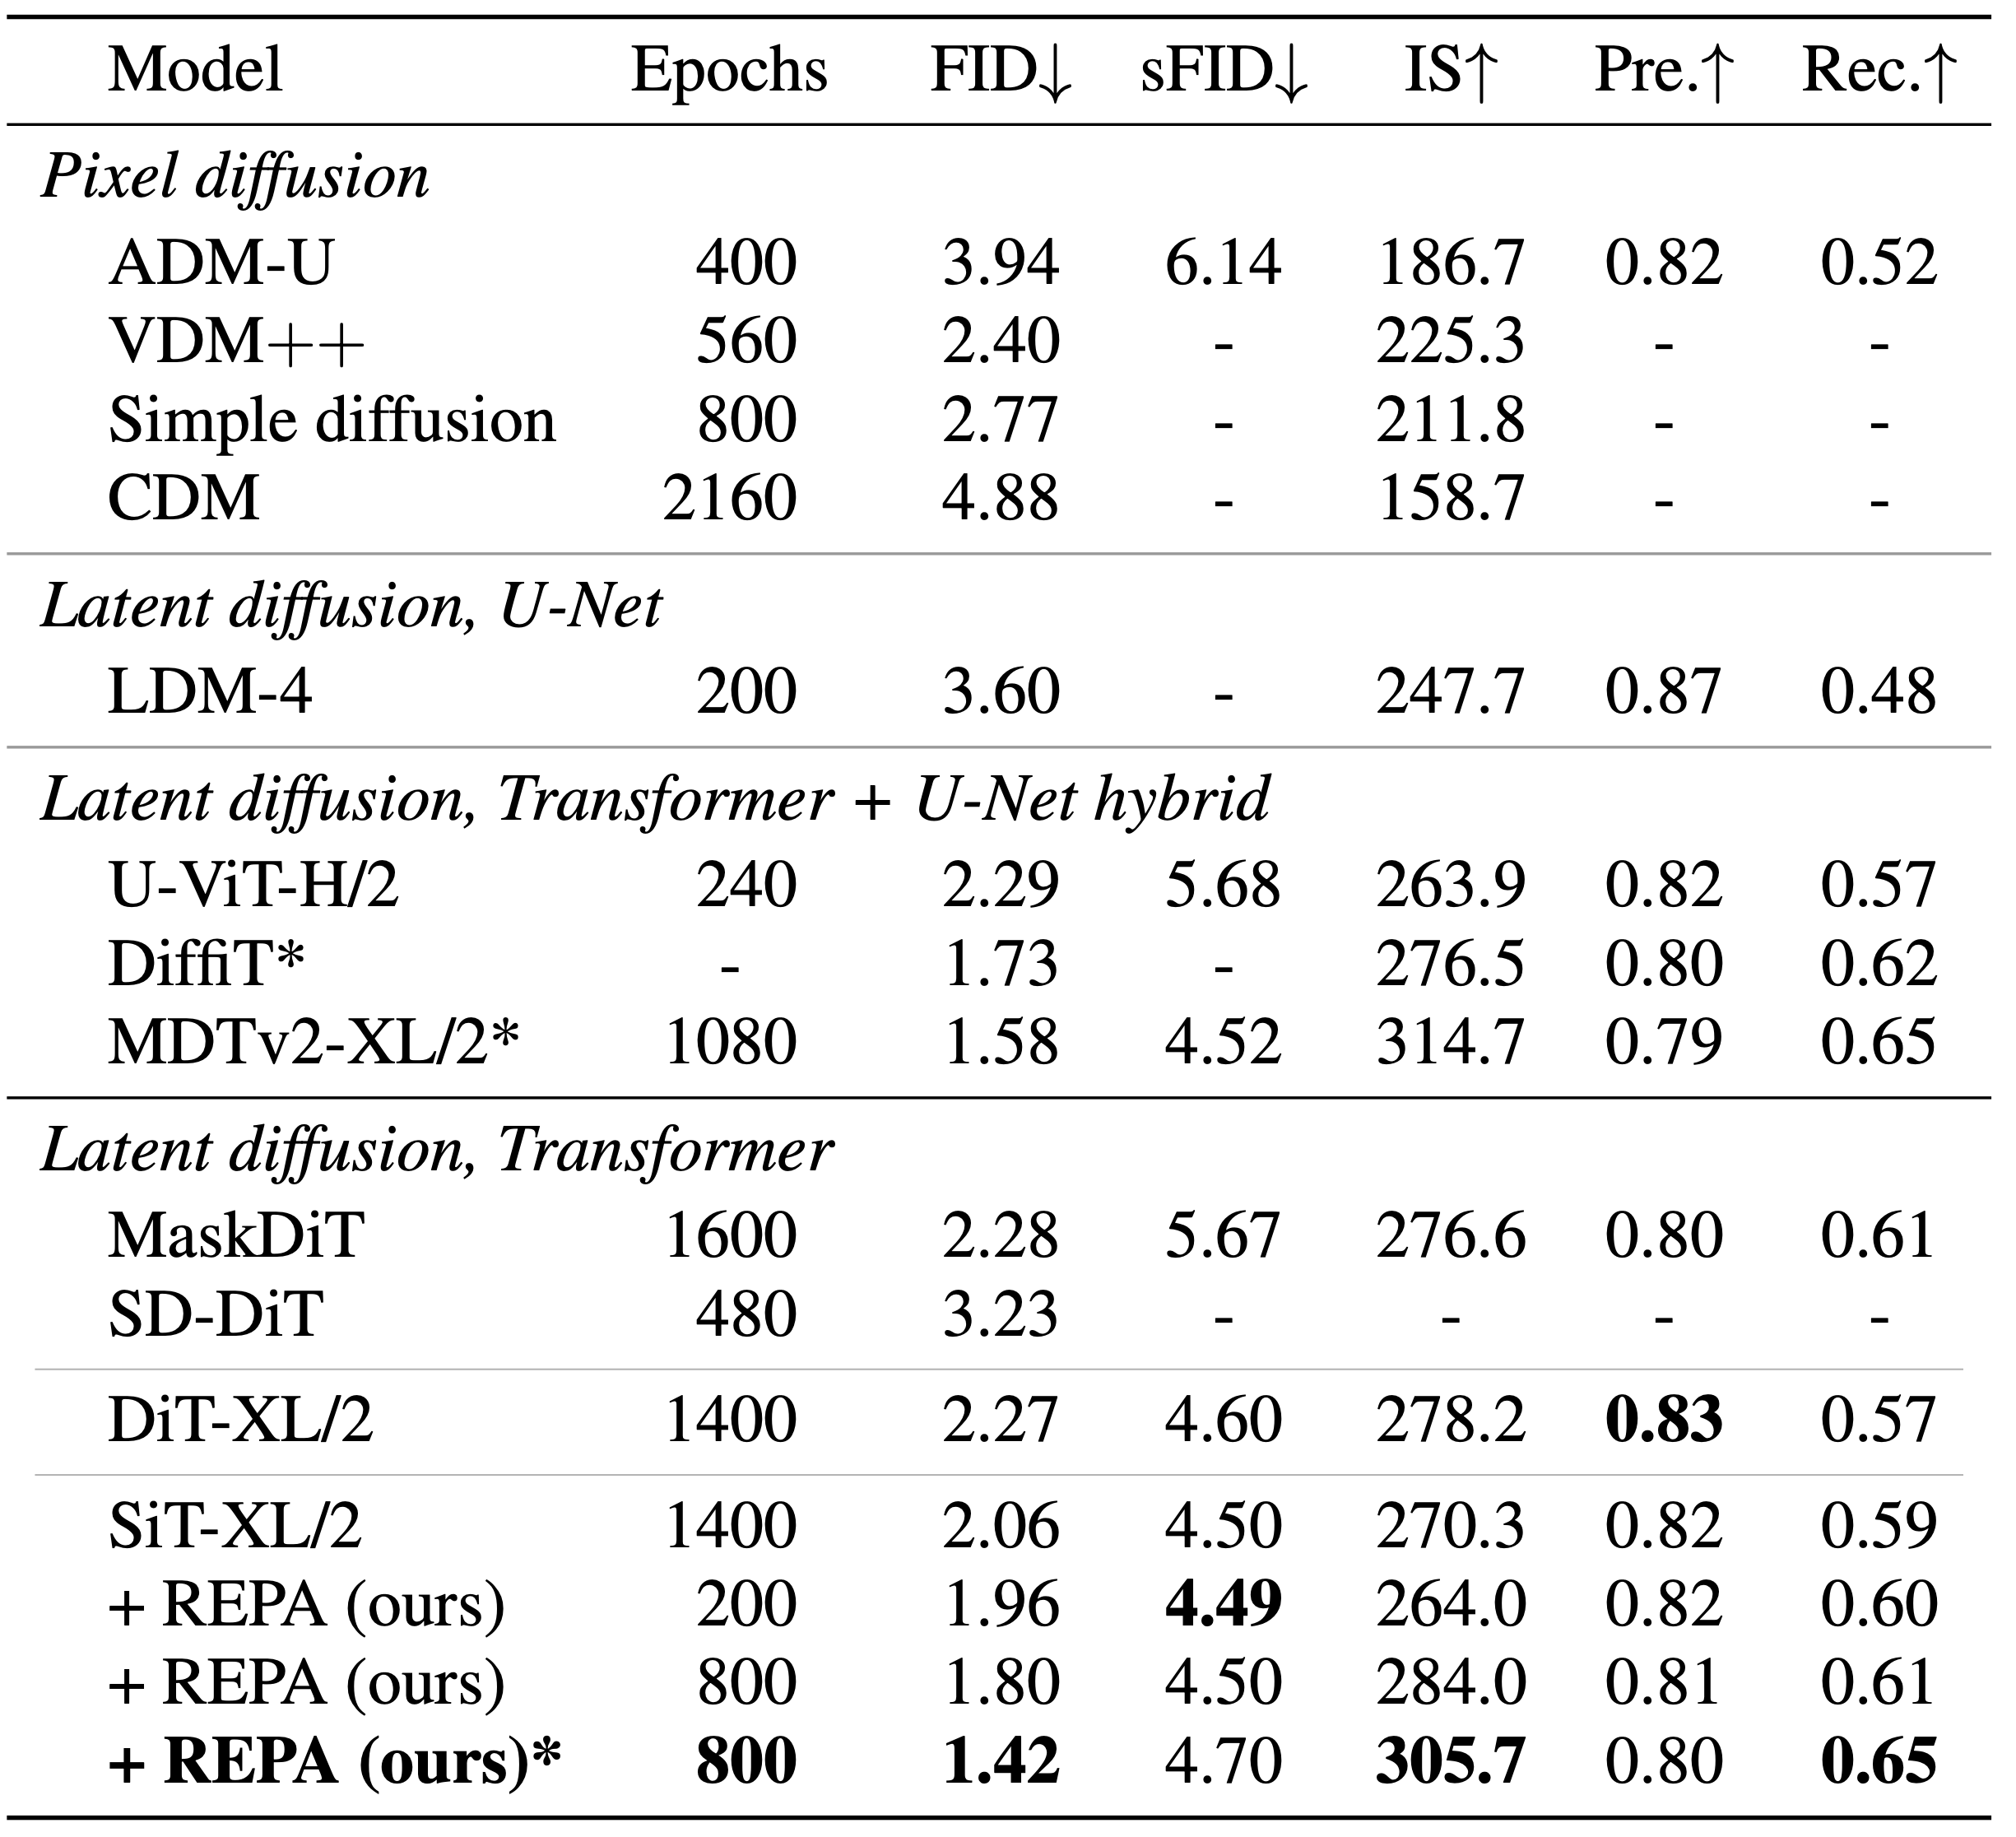 Model Epochs FID↓ sFID↓ IS↑ Pre.↑ Rec.↑
Pixel diffusion
ADM-U 400 3.94 6.14 186.7 0.82 0.52
VDM++ 560 2.40 - 225.3 - -
Simple diffusion 800 2.77 - 211.8 - -
CDM 2160 4.88 - 158.7 - -
Latent diffusion, U-Net
LDM-4 200 3.60 - 247.7 0.87 0.48
Latent diffusion, Transformer + U-Net hybrid
U-ViT-H/2 240 2.29 5.68 263.9 0.82 0.57
DiffiT* - 1.73 - 276.5 0.80 0.62
MDTv2-XL/2* 1080 1.58 4.52 314.7 0.79 0.65
Latent diffusion, Transformer
MaskDiT 1600 2.28 5.67 276.6 0.80 0.61
SD-DiT 480 3.23 - - - -
DiT-XL/2 1400 2.27 4.60 278.2 0.83 0.57
SiT-XL/2 1400 2.06 4.50 270.3 0.82 0.59
+ REPA (ours) 200 1.96 4.49 264.0 0.82 0.60
+ REPA (ours) 800 1.80 4.50 284.0 0.81 0.61
+ REPA (ours)* 800 1.42 4.70 305.7 0.80 0.65